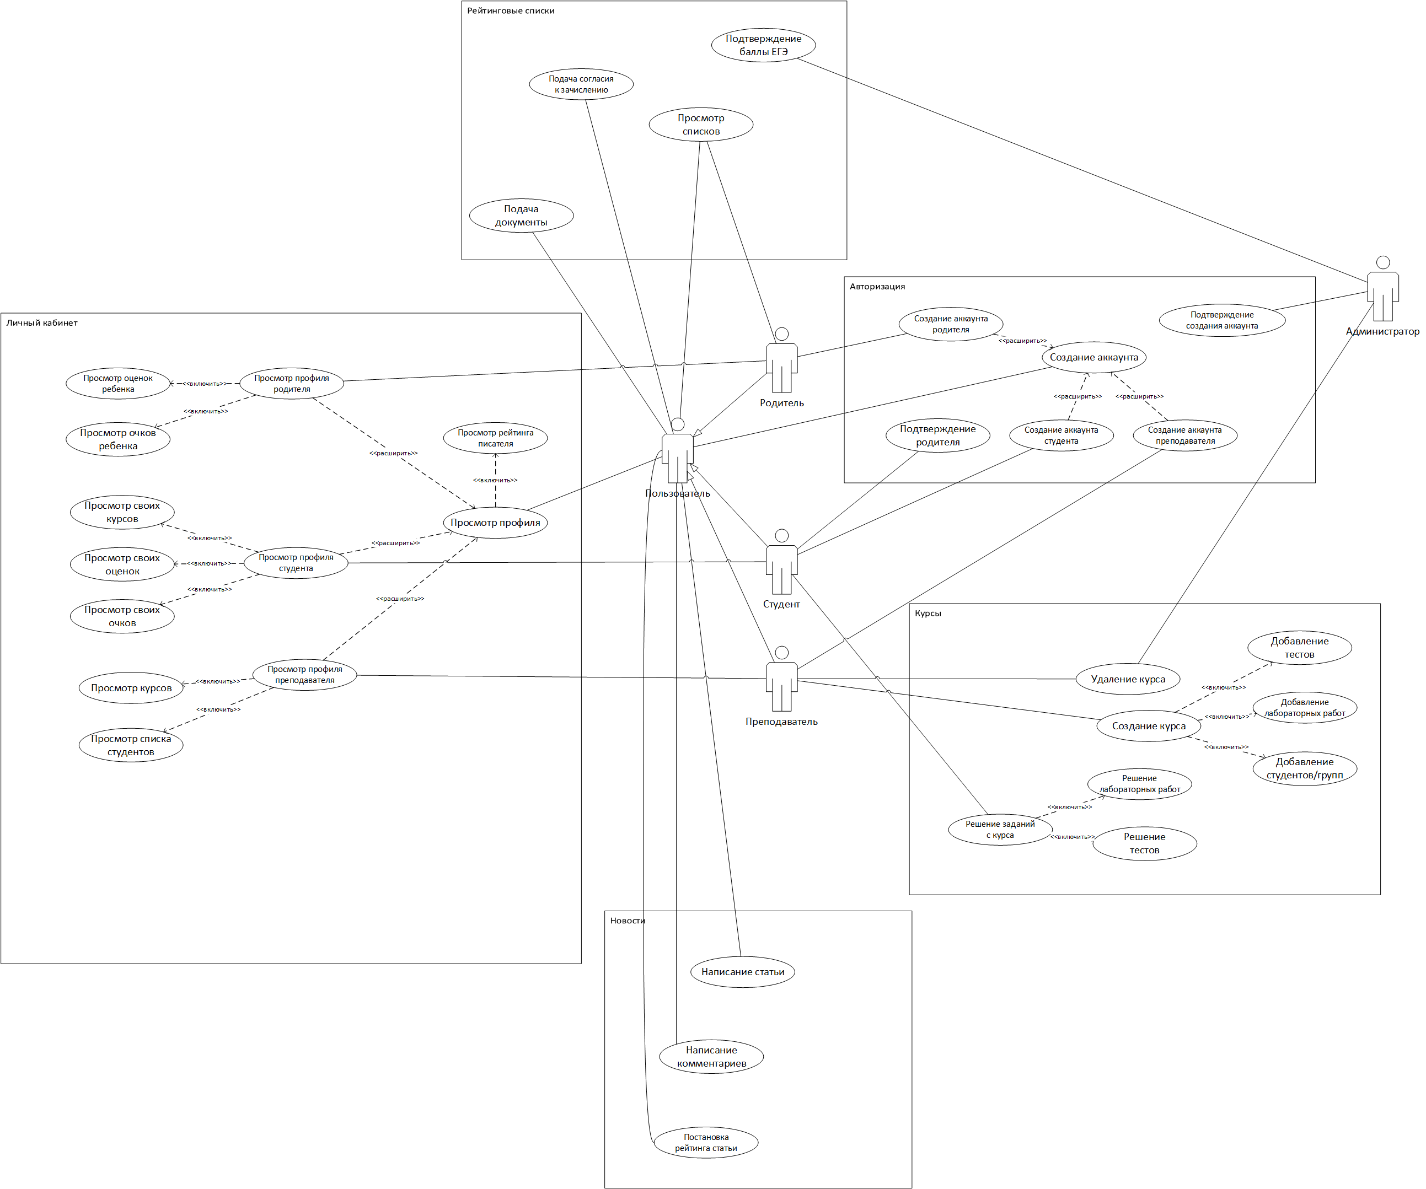 Рейтинговые списки
Подтверждение
баллы ЕГЭ
Подача согласия
к зачислению
Просмотр
списков
Подача
документы
Администратор
Авторизация
Создание аккаунта
родителя
<<расширить>>
Подтверждение
создания аккаунта
Создание аккаунта
<<расширить>>
<<расширить>>
Подтверждение
родителя
Создание аккаунта
студента
Создание аккаунта
преподавателя
Личный кабинет
Просмотр оценок
ребенка
<<включить>>
Просмотр профиля
родителя
<<включить>>
Просмотр очков
ребенка
<<расширить>>
Просмотр рейтинга
писателя
<<включить>>
Просмотр профиля
Просмотр своих
курсов
<<включить>>
<<расширить>>
Просмотр своих
оценок
<<включить>>
Просмотр профиля
студента
<<включить>>
Просмотр своих
очков
<<расширить>>
Просмотр профиля
преподавателя
<<включить>>
Просмотр курсов
<<включить>>
Просмотр списка
студентов
Родитель
Пользователь
Студент
Преподаватель
Курсы
Добавление
тестов
Удаление курса
<<включить>>
Добавление
лабораторных работ
<<включить>>
Создание курса
<<включить>>
Добавление
студентов/групп
Решение
лабораторных работ
<<включить>>
Решение заданий
с курса
<<включить>>
Решение
тестов
Новости
Написание статьи
Написание
комментариев
Постановка
рейтинга статьи